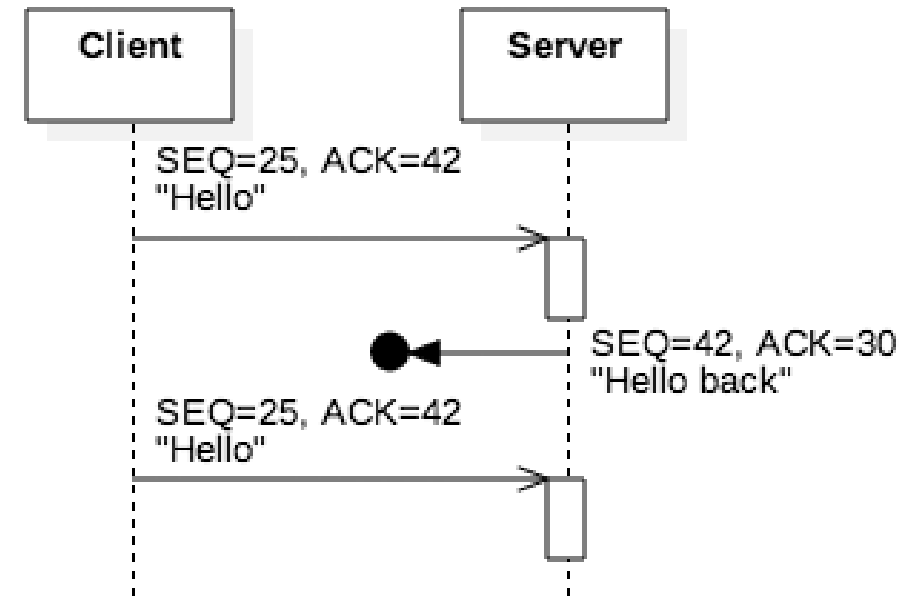 Client
Server
SEQ=25, ACK=42
"Hello"
SEQ=42, ACK=30
"Hello back"
SEQ=25, ACK=42
"Hello"